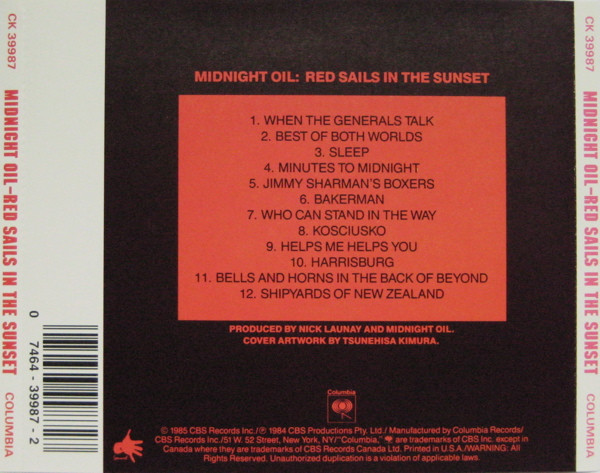 CK 39987
MIDNIGHT OIL–RED SAILS IN THE SUNSET
COLUMBIA
0 7464-39987-2
MIDNIGHT OIL: RED SAILS IN THE SUNSET
1. WHEN THE GENERALS TALK
2. BEST OF BOTH WORLDS
3. SLEEP
4. MINUTES TO MIDNIGHT
5. JIMMY SHARMAN'S BOXERS
6. BAKERMAN
7. WHO CAN STAND IN THE WAY
8. KOSCIUSKO
9. HELPS ME HELPS YOU
10. HARRISBURG
11. BELLS AND HORNS IN THE BACK OF BEYOND
12. SHIPYARDS OF NEW ZEALAND
PRODUCED BY NICK LAUNAY AND MIDNIGHT OIL.
COVER ARTWORK BY TSUNEHISA KIMURA.
Columbia
© 1985 CBS Records Inc./℗ 1984 CBS Productions Pty. Ltd./ Manufactured by Columbia Records/
CBS Records Inc./51 W. 52 Street, New York, NY/"Columbia," are trademarks of CBS Inc. except in
Canada where they are trademarks of CBS Records Canada Ltd. Printed in U.S.A./WARNING: All
Rights Reserved. Unauthorized duplication is a violation of applicable laws.
CK 39987
MIDNIGHT OIL–RED SAILS IN THE SUNSET
COLUMBIA